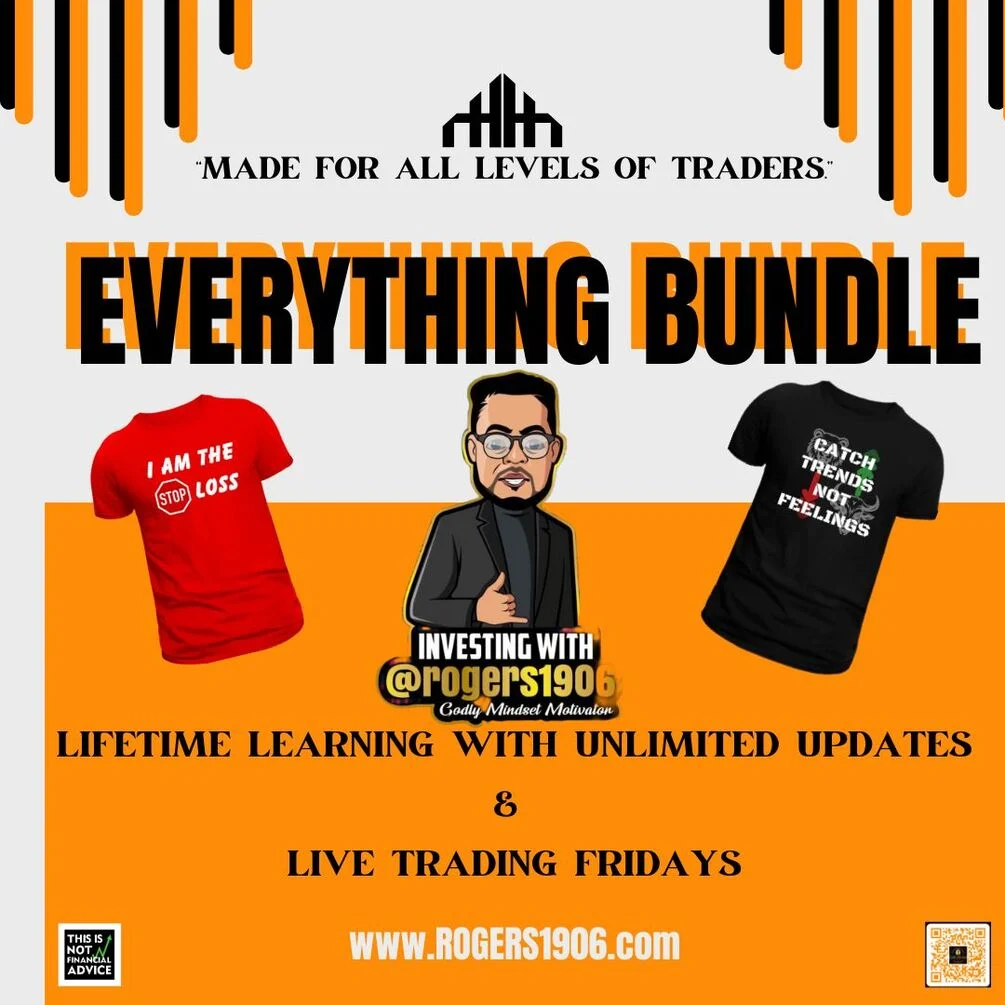 "MADE FOR ALL LEVELS OF TRADERS."
EVERYTHING BUNDLE
I AM THE
STOP LOSS
CATCH
TRENDS
NOT
FEELINGS
INVESTING WITH
@rogers1906
Godly Mindset Motivator
LIFETIME LEARNING WITH UNLIMITED UPDATES
&
LIVE TRADING FRIDAYS
THIS IS
NOT
FINANCIAL
ADVICE
www.ROGERS1906.com